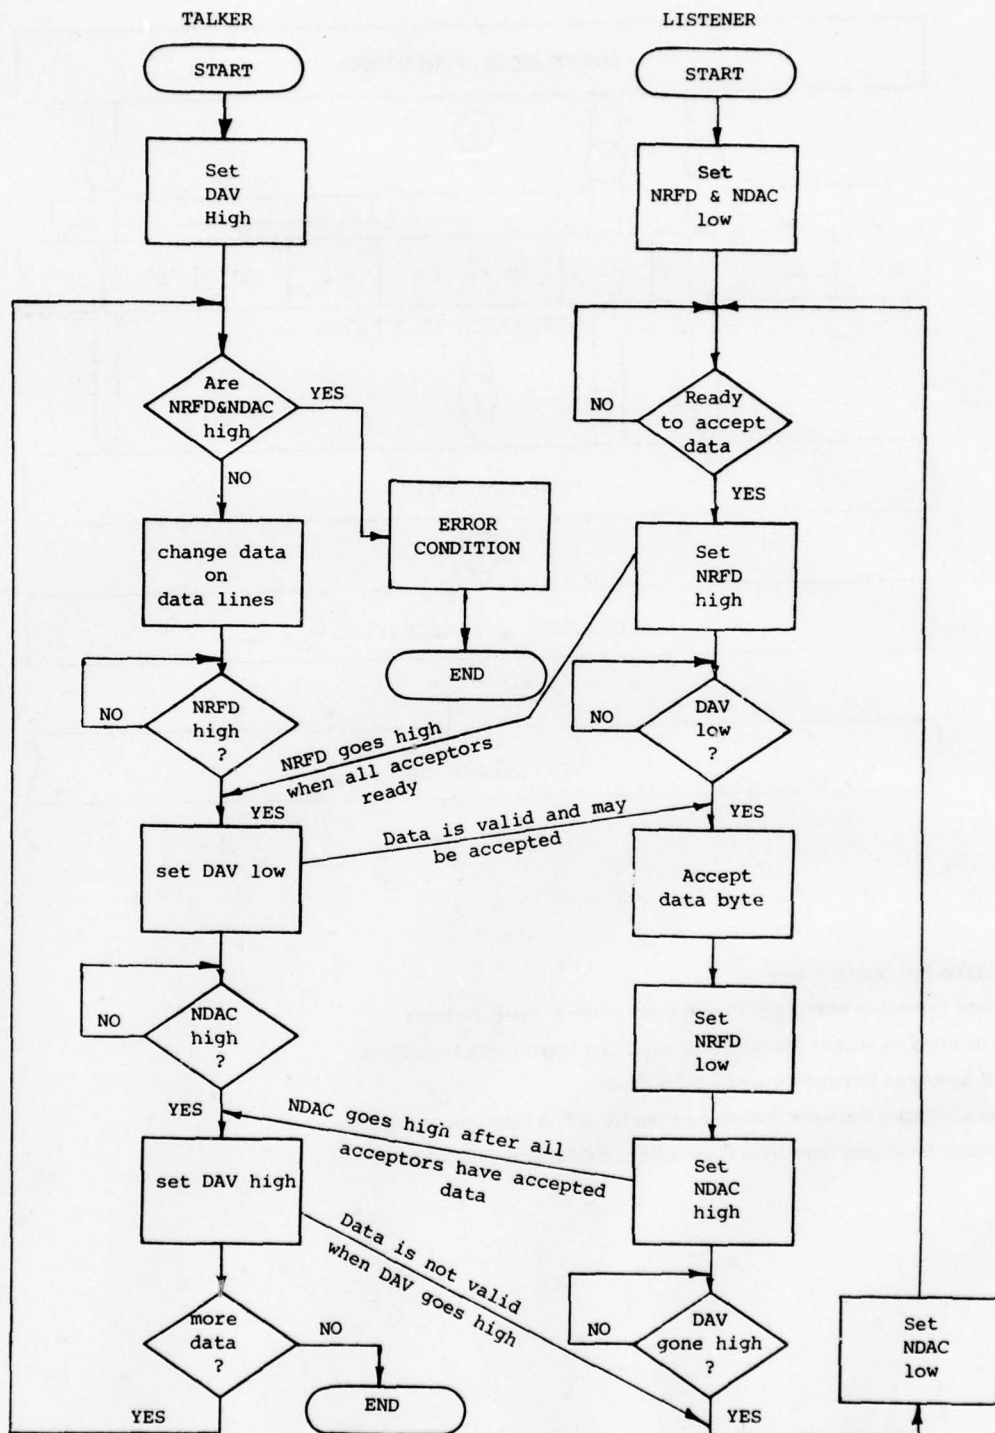 TALKER
START
Set
DAV
High
Are
NRFD&NDAC
high
YES
NO
ERROR
CONDITION
END
change data
on
data lines
NRFD
high
?
NO
YES
NRFD goes high
when all acceptors
ready
set DAV low
Data is valid and may
be accepted
NDAC
high
?
NO
YES
NDAC goes high after all
acceptors have accepted
data
set DAV high
Data is not valid
when DAV goes high
more
data
?
NO
END
YES
LISTENER
START
Set
NRFD & NDAC
low
Ready
to accept
data
NO
YES
Set
NRFD
high
DAV
low
?
NO
YES
Accept
data byte
Set
NRFD
low
Set
NDAC
high
DAV
gone high
?
NO
YES
Set
NDAC
low